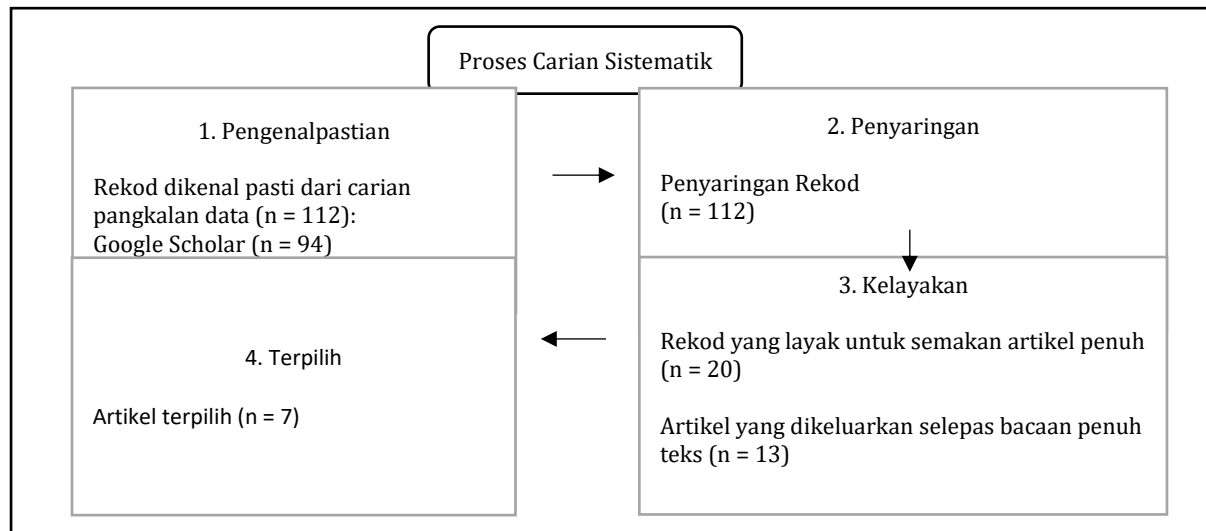 Proses Carian Sistematik
1. Pengenalpastian
Rekod dikenal pasti dari carian
pangkalan data (n = 112):
Google Scholar (n = 94)
2. Penyaringan
Penyaringan Rekod
(n = 112)
3. Kelayakan
Rekod yang layak untuk semakan artikel penuh
(n = 20)
Artikel yang dikeluarkan selepas bacaan penuh
teks (n = 13)
4. Terpilih
Artikel terpilih (n = 7)